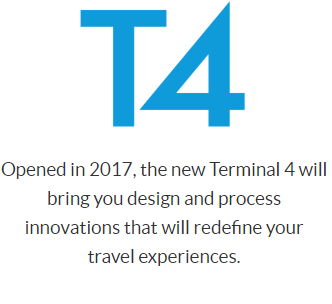 T4
Opened in 2017, the new Terminal 4 will
bring you design and process
innovations that will redefine your
travel experiences.